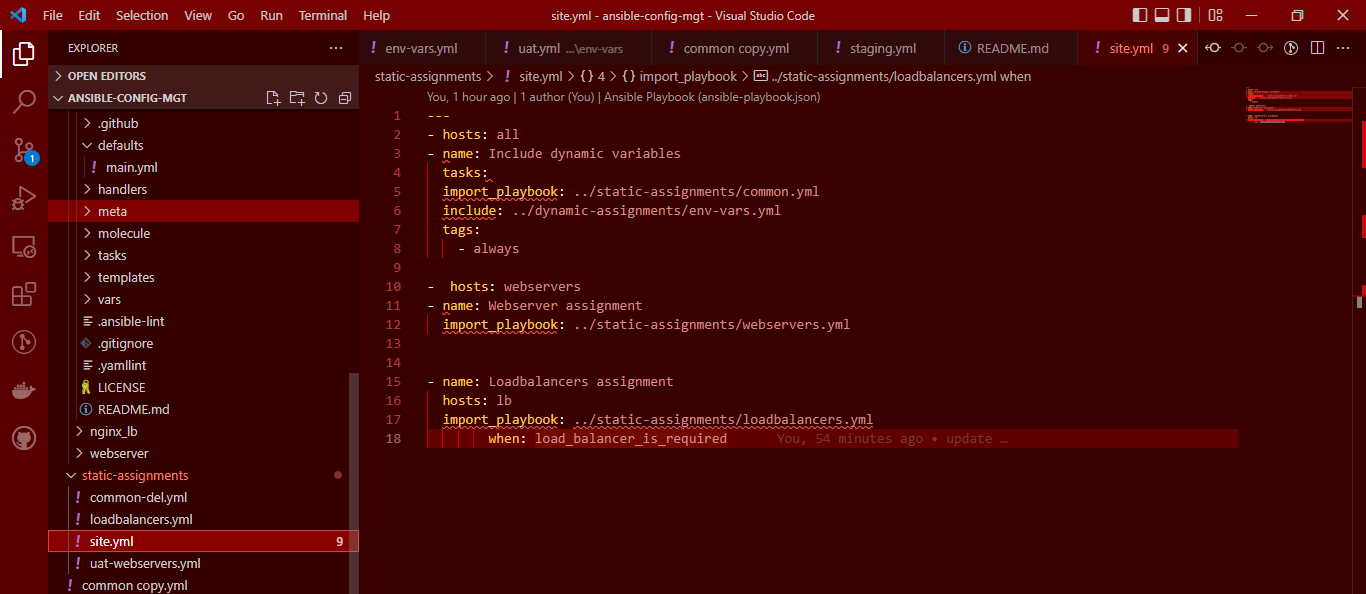 File Edit Selection View Go Run Terminal Help
site.yml - ansible-config-mgt - Visual Studio Code
EXPLORER
OPEN EDITORS
ANSIBLE-CONFIG-MGT
.github
defaults
! main.yml
handlers
meta
molecule
tasks
templates
vars
.ansible-lint
.gitignore
.yamllint
LICENSE
README.md
nginx_lb
webserver
static-assignments
! common-del.yml
! loadbalancers.yml
! site.yml 9
! uat-webservers.yml
! common copy.yml
1
! env-vars.yml
! uat.yml ...\env-vars
! common copy.yml
! staging.yml
README.md
! site.yml 9
static-assignments > ! site.yml > { } 4 > { } import_playbook > abc ../static-assignments/loadbalancers.yml when
You, 1 hour ago | 1 author (You) | Ansible Playbook (ansible-playbook.json)
1 ---
2 - hosts: all
3 - name: Include dynamic variables
4 tasks:
5 import_playbook: ../static-assignments/common.yml
6 include: ../dynamic-assignments/env-vars.yml
7 tags:
8 - always
9
10 -  hosts: webservers
11 - name: Webserver assignment
12 import_playbook: ../static-assignments/webservers.yml
13
14
15 - name: Loadbalancers assignment
16 hosts: lb
17 import_playbook: ../static-assignments/loadbalancers.yml
18 when: load_balancer_is_required You, 54 minutes ago • update …